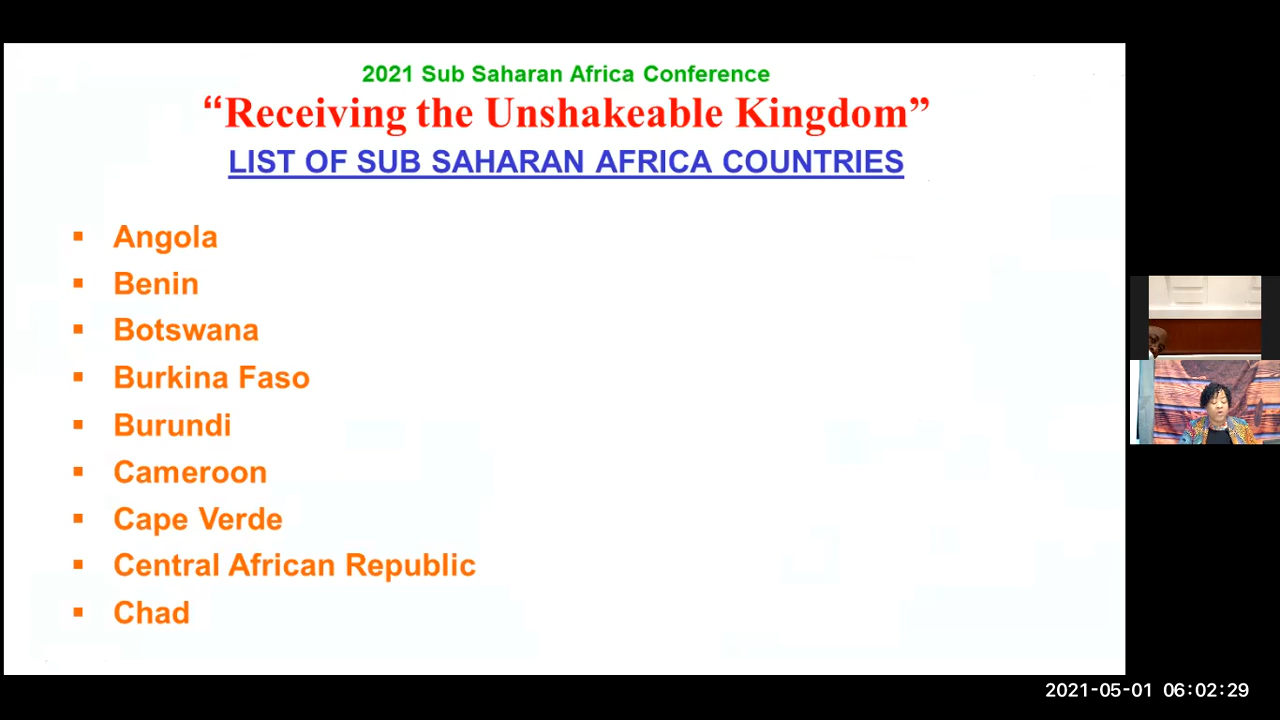 2021 Sub Saharan Africa Conference
“Receiving the Unshakeable Kingdom”
LIST OF SUB SAHARAN AFRICA COUNTRIES
▪ Angola
▪ Benin
▪ Botswana
▪ Burkina Faso
▪ Burundi
▪ Cameroon
▪ Cape Verde
▪ Central African Republic
▪ Chad
2021-05-01 06:02:29